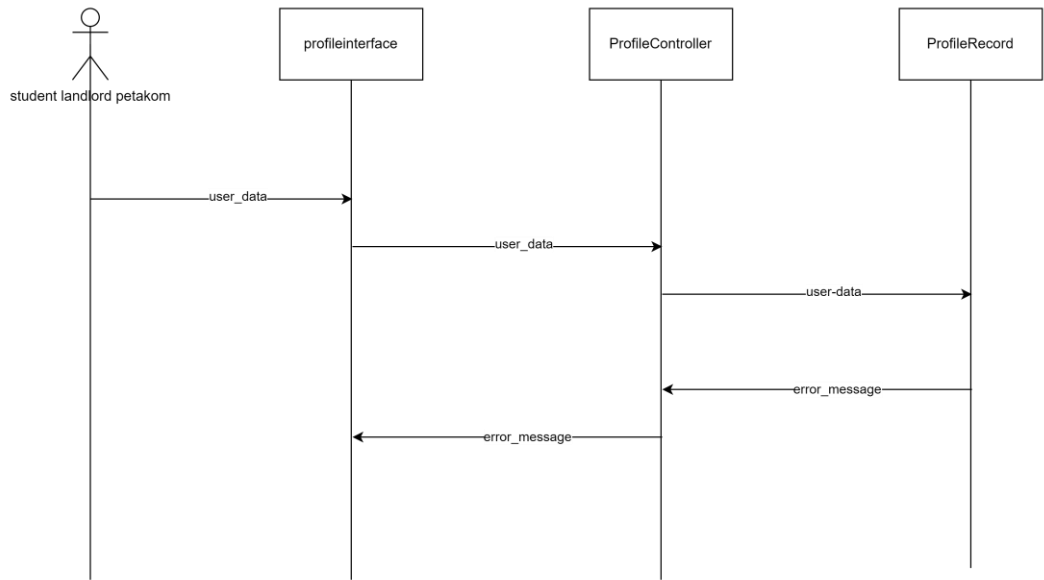 profileinterface
ProfileController
ProfileRecord
student landlord petakom
user_data
user_data
user-data
error_message
error_message